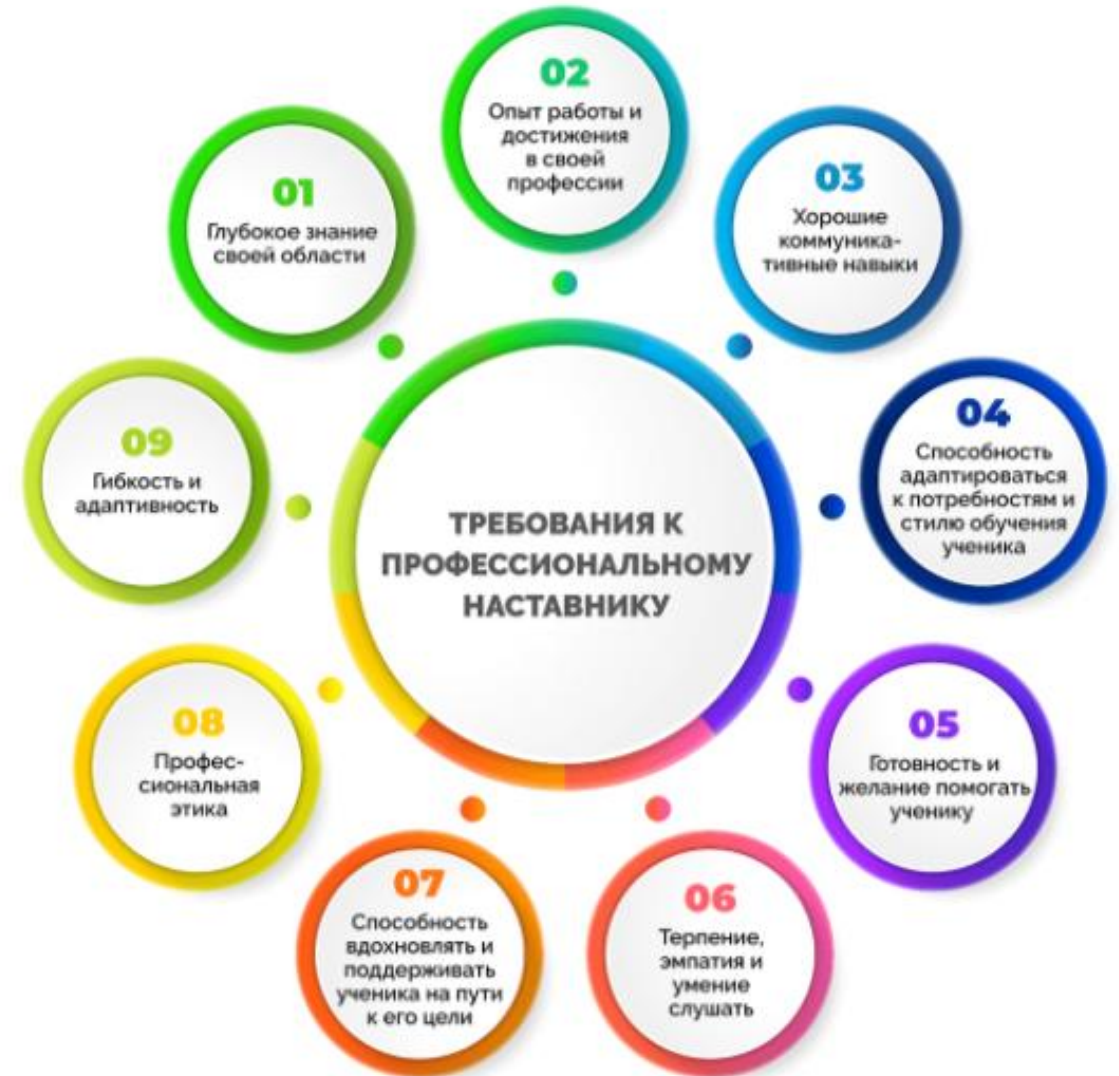 ТРЕБОВАНИЯ К
ПРОФЕССИОНАЛЬНОМУ
НАСТАВНИКУ
01
Глубокое знание
своей области
02
Опыт работы и
достижения
в своей
профессии
03
Хорошие
коммуника-
тивные навыки
04
Способность
адаптироваться
к потребностям и
стилю обучения
ученика
05
Готовность и
желание помогать
ученику
06
Терпение,
эмпатия и
умение
слушать
07
Способность
вдохновлять и
поддерживать
ученика на пути
к его цели
08
Профес-
сиональная
этика
09
Гибкость и
адаптивность